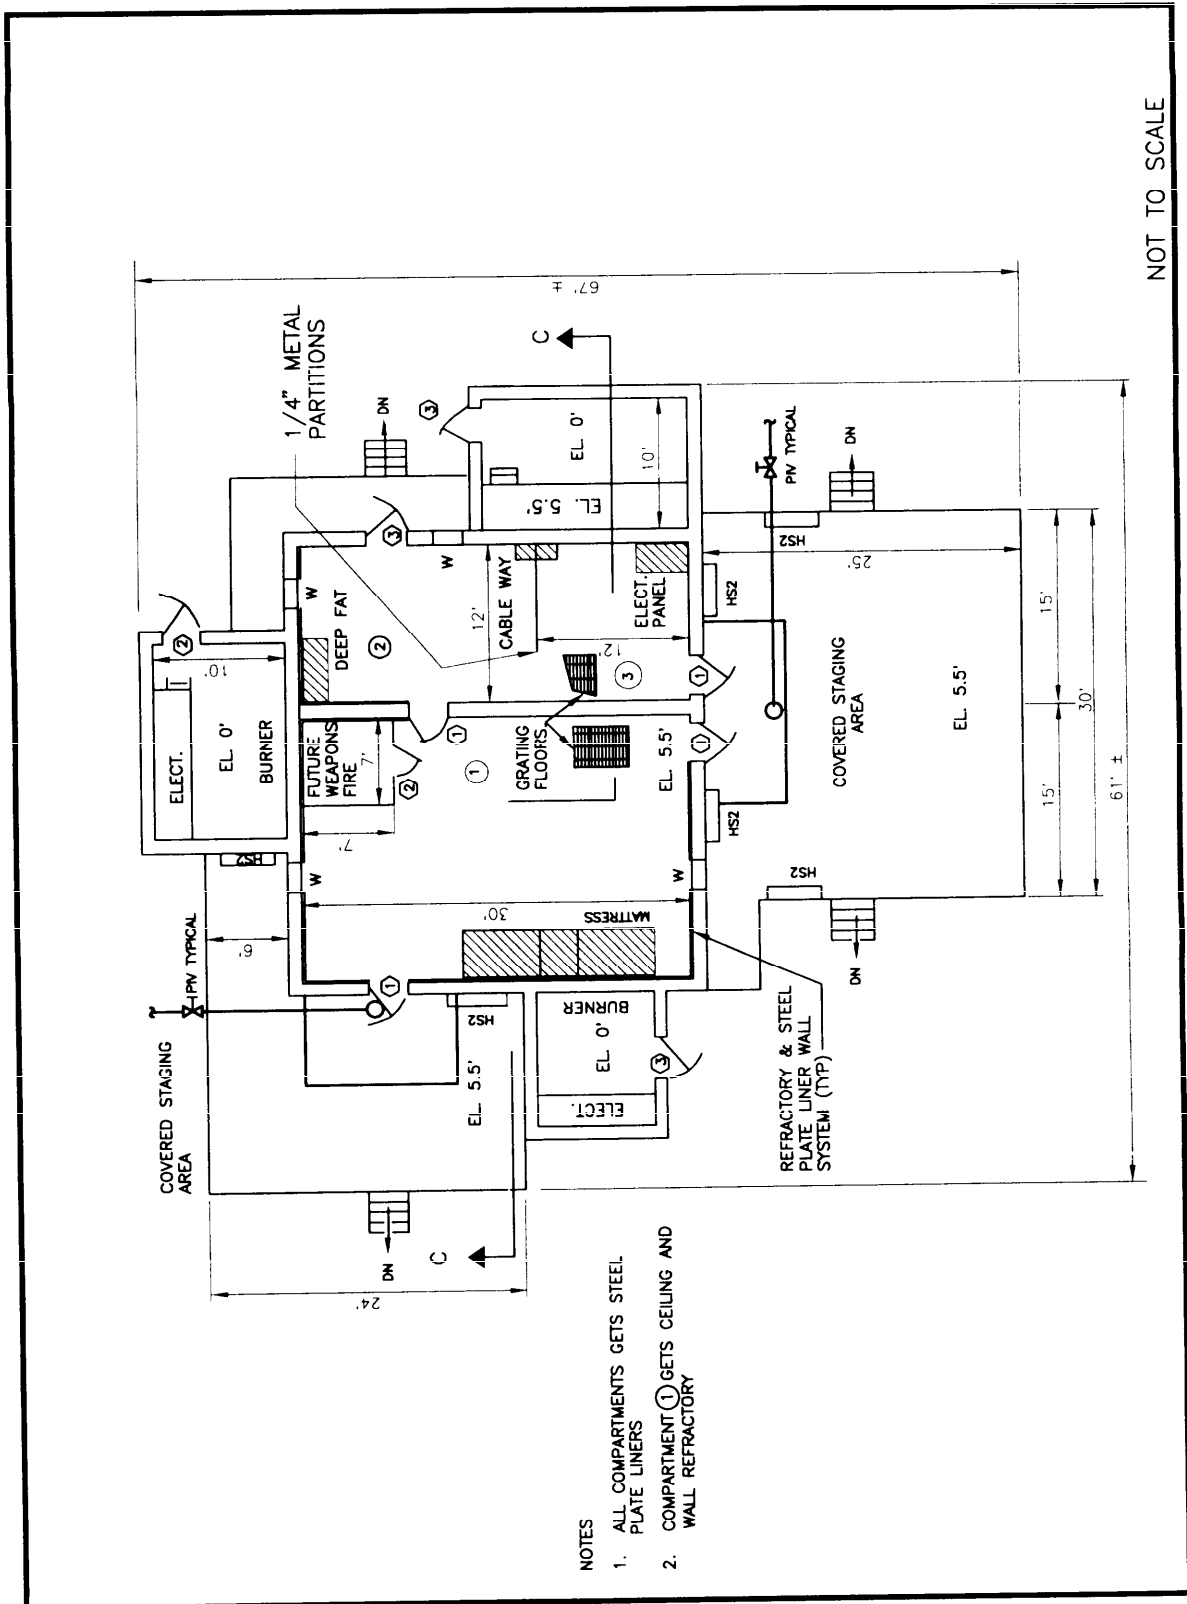 COVERED STAGING
AREA
PIV TYPICAL
6'
24'
DN
C
EL. 5.5'
HS2
1
HS2
ELECT.
EL. 0'
BURNER
10'
2
W
FUTURE
WEAPONS
FIRE
7'
7'
2
1
1
30'
MATTRESS
W
ELECT.
EL. 0'
BURNER
3
DEEP FAT
W
2
3
W
12'
CABLE WAY
1/4" METAL
PARTITIONS
DN
3
C
EL. 5.5'
EL. 0'
10'
67' ±
GRATING
FLOORS
3
12'
ELECT.
PANEL
EL. 5.5'
1
1
HS2
HS2
HS2
HS2
PIV TYPICAL
DN
DN
25'
COVERED STAGING
AREA
EL. 5.5'
15'
15'
30'
61' ±
REFRACTORY & STEEL
PLATE LINER WALL
SYSTEM (TYP)
NOTES
1. ALL COMPARTMENTS GETS STEEL
PLATE LINERS
2. COMPARTMENT 1 GETS CEILING AND
WALL REFRACTORY
NOT TO SCALE